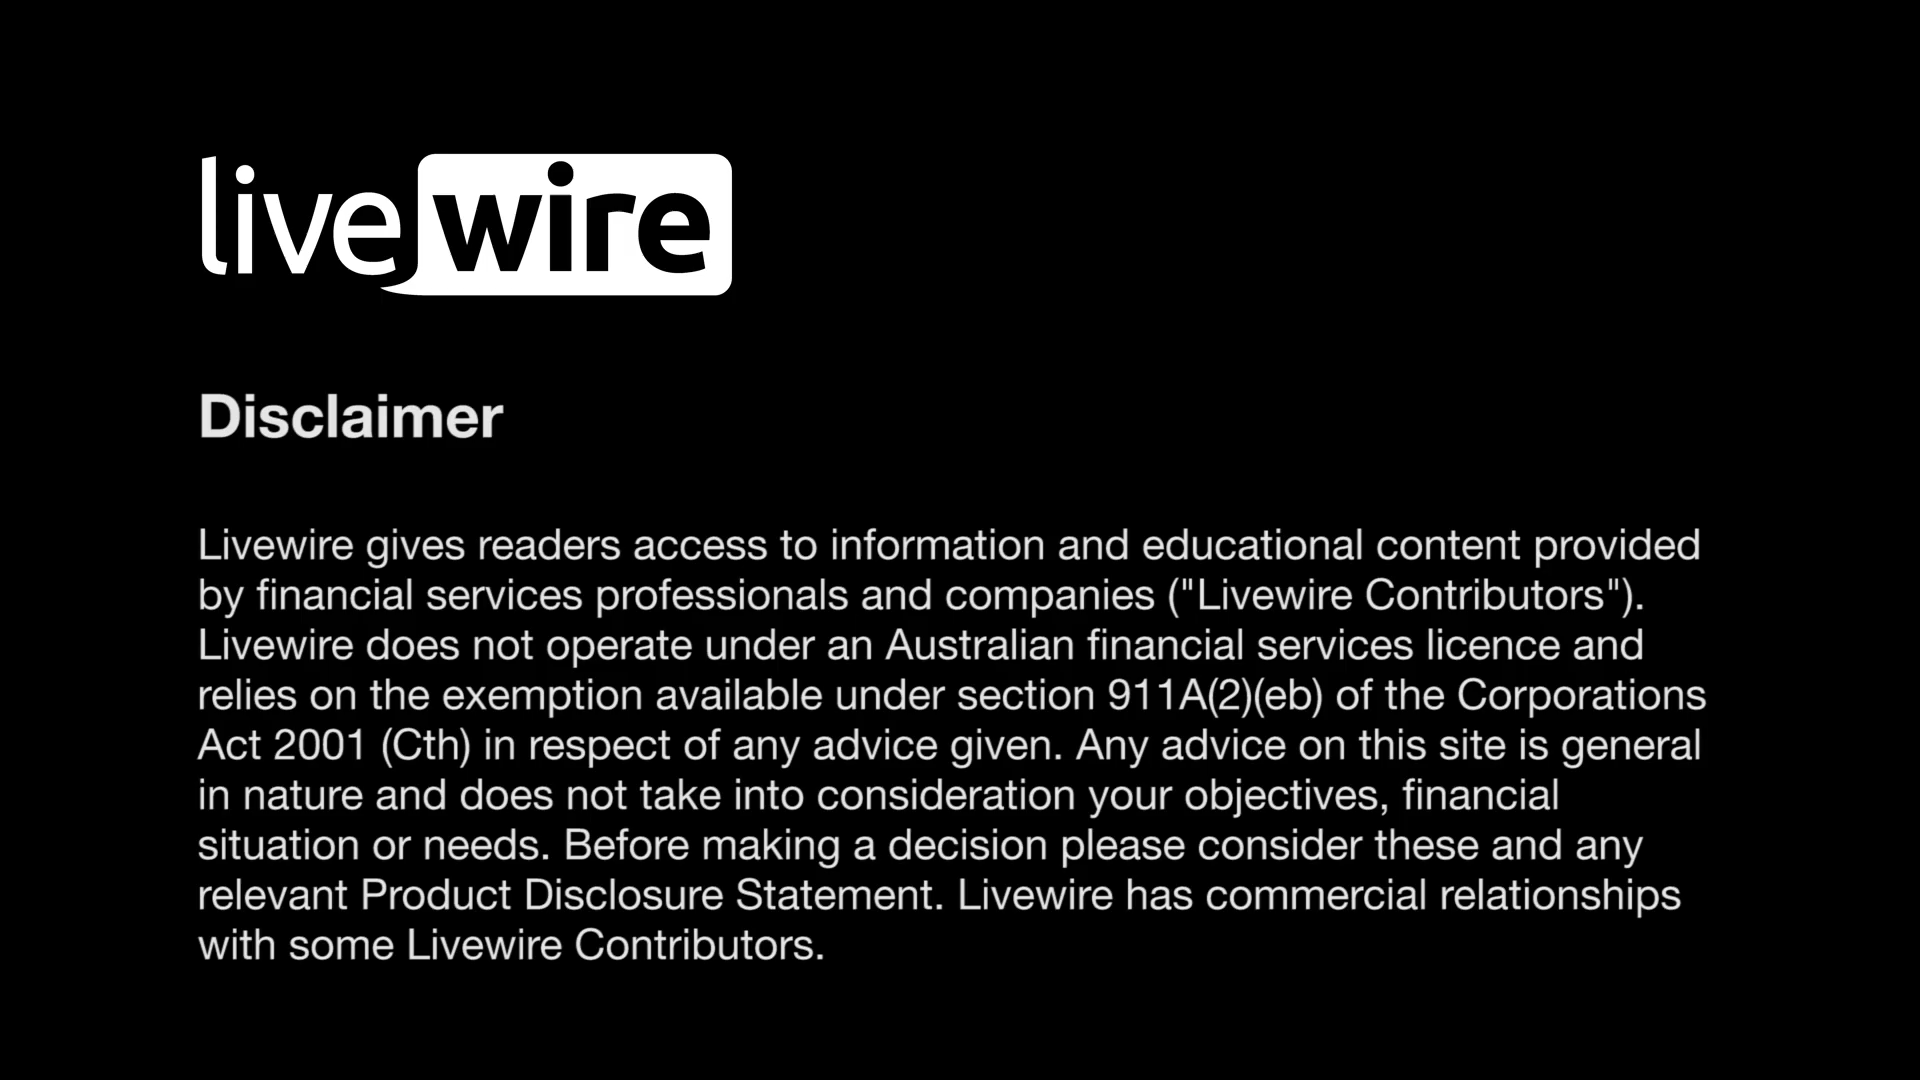 livewire
Disclaimer
Livewire gives readers access to information and educational content provided
by financial services professionals and companies ("Livewire Contributors").
Livewire does not operate under an Australian financial services licence and
relies on the exemption available under section 911A(2)(eb) of the Corporations
Act 2001 (Cth) in respect of any advice given. Any advice on this site is general
in nature and does not take into consideration your objectives, financial
situation or needs. Before making a decision please consider these and any
relevant Product Disclosure Statement. Livewire has commercial relationships
with some Livewire Contributors.